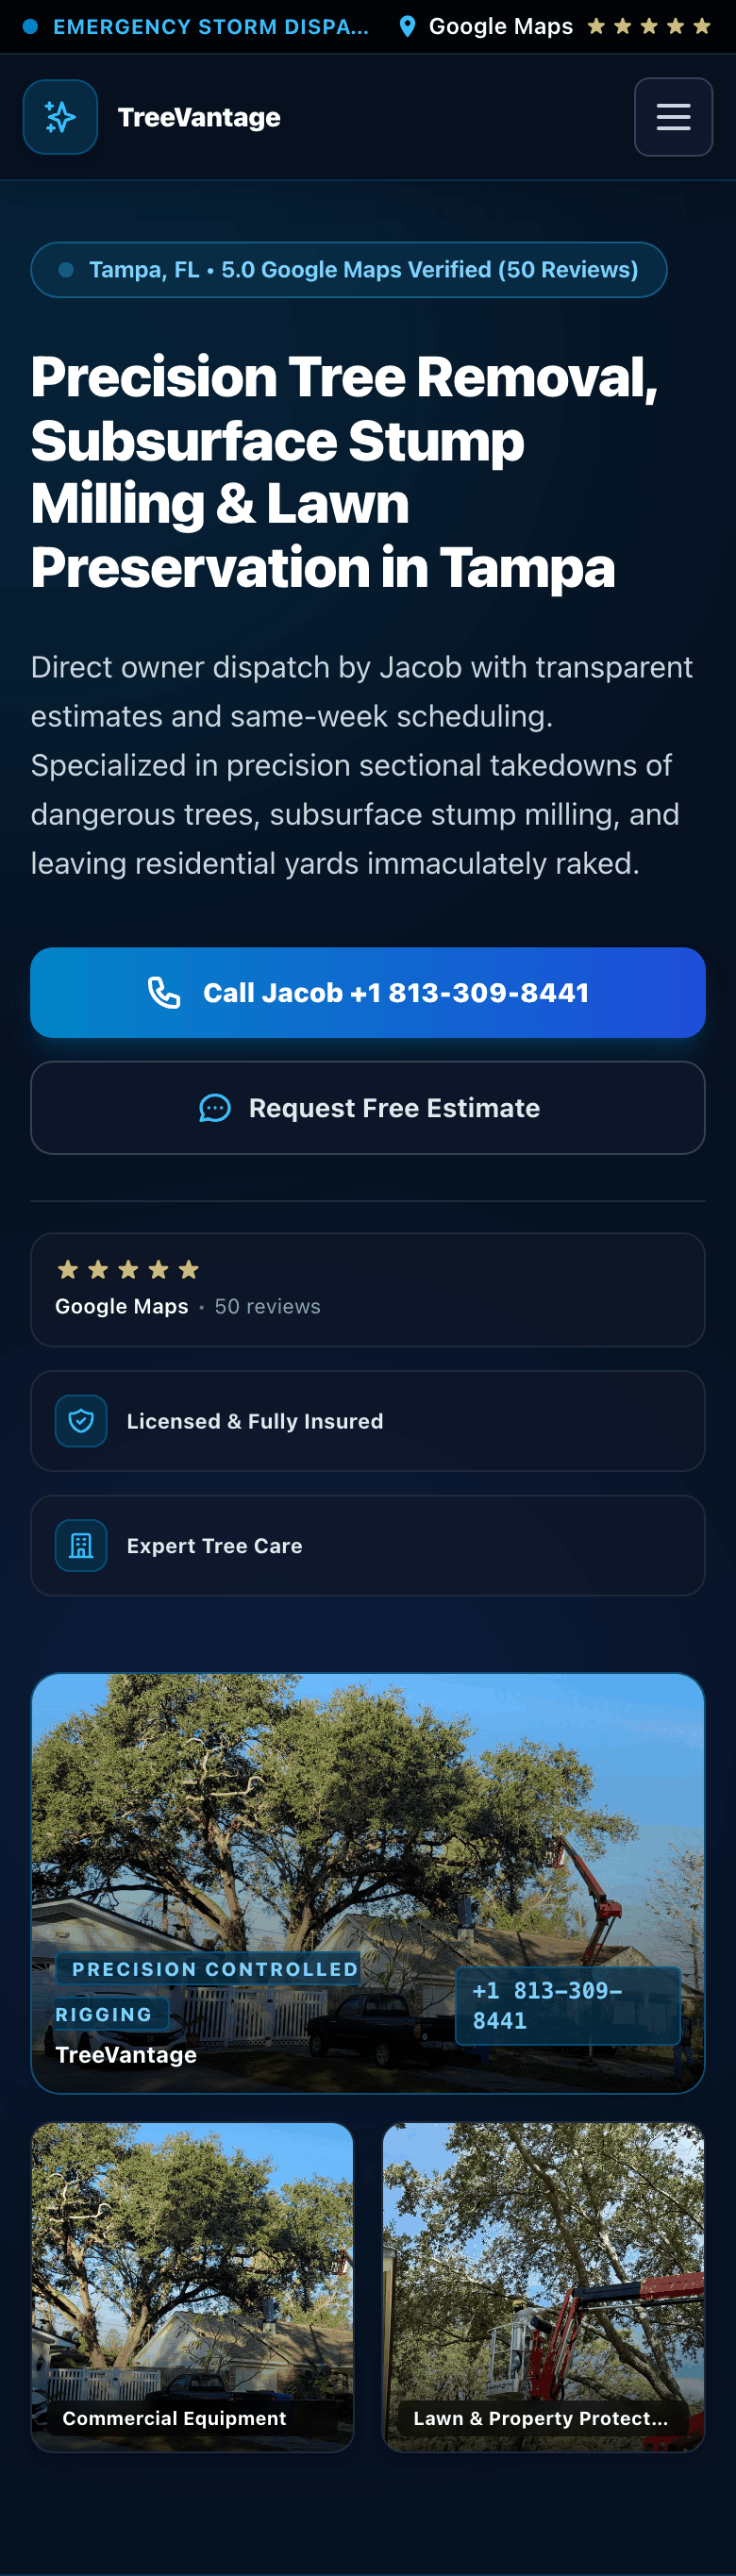 EMERGENCY STORM DISPA... Google Maps
TreeVantage
Tampa, FL • 5.0 Google Maps Verified (50 Reviews)
Precision Tree Removal,
Subsurface Stump
Milling & Lawn
Preservation in Tampa
Direct owner dispatch by Jacob with transparent
estimates and same-week scheduling.
Specialized in precision sectional takedowns of
dangerous trees, subsurface stump milling, and
leaving residential yards immaculately raked.
Call Jacob +1 813-309-8441
Request Free Estimate
Google Maps • 50 reviews
Licensed & Fully Insured
Expert Tree Care
PRECISION CONTROLLED
RIGGING
TreeVantage
+1 813-309-
8441
Commercial Equipment
Lawn & Property Protect...